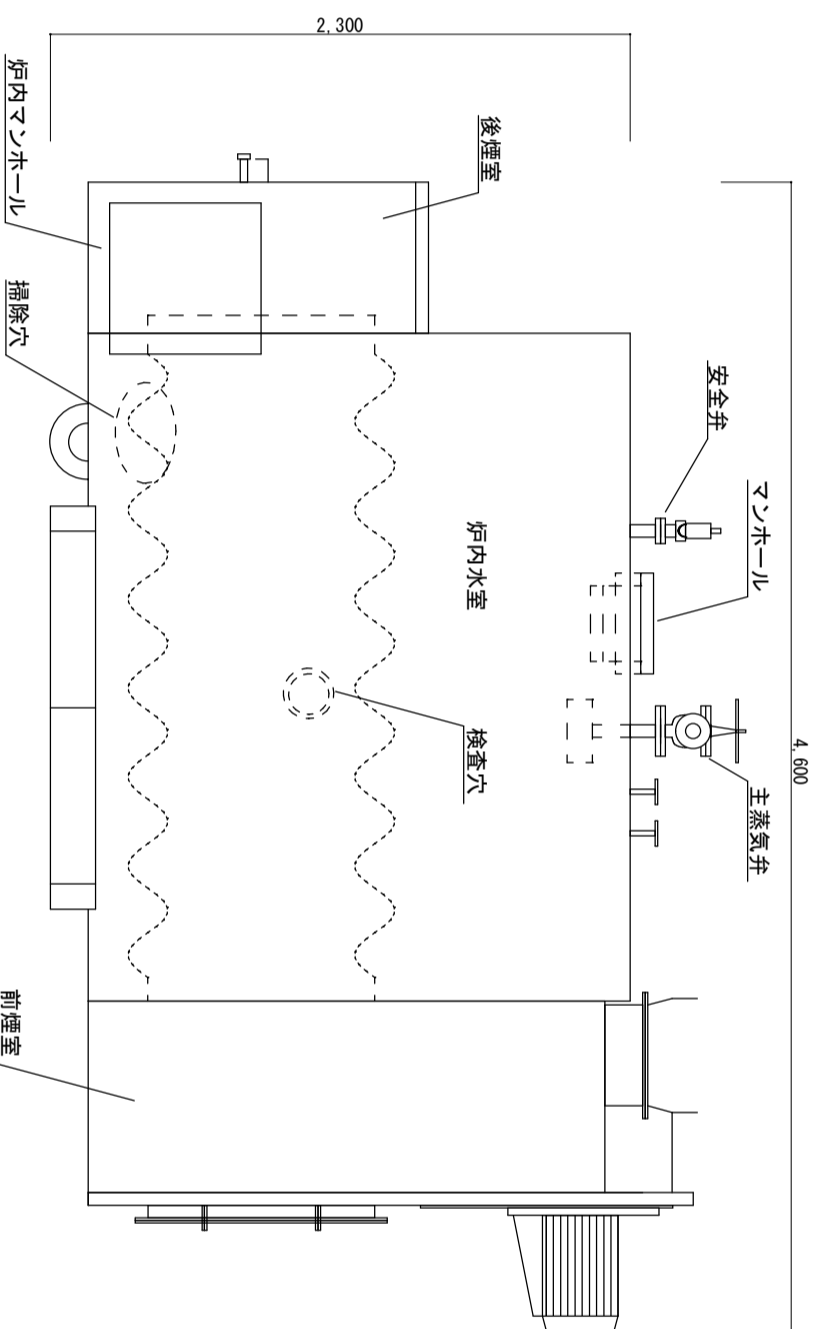 2,300
4,600
炉内マンホール
後煙室
掃除穴
安全弁
マンホール
炉内水室
検査穴
主蒸気弁
前煙室